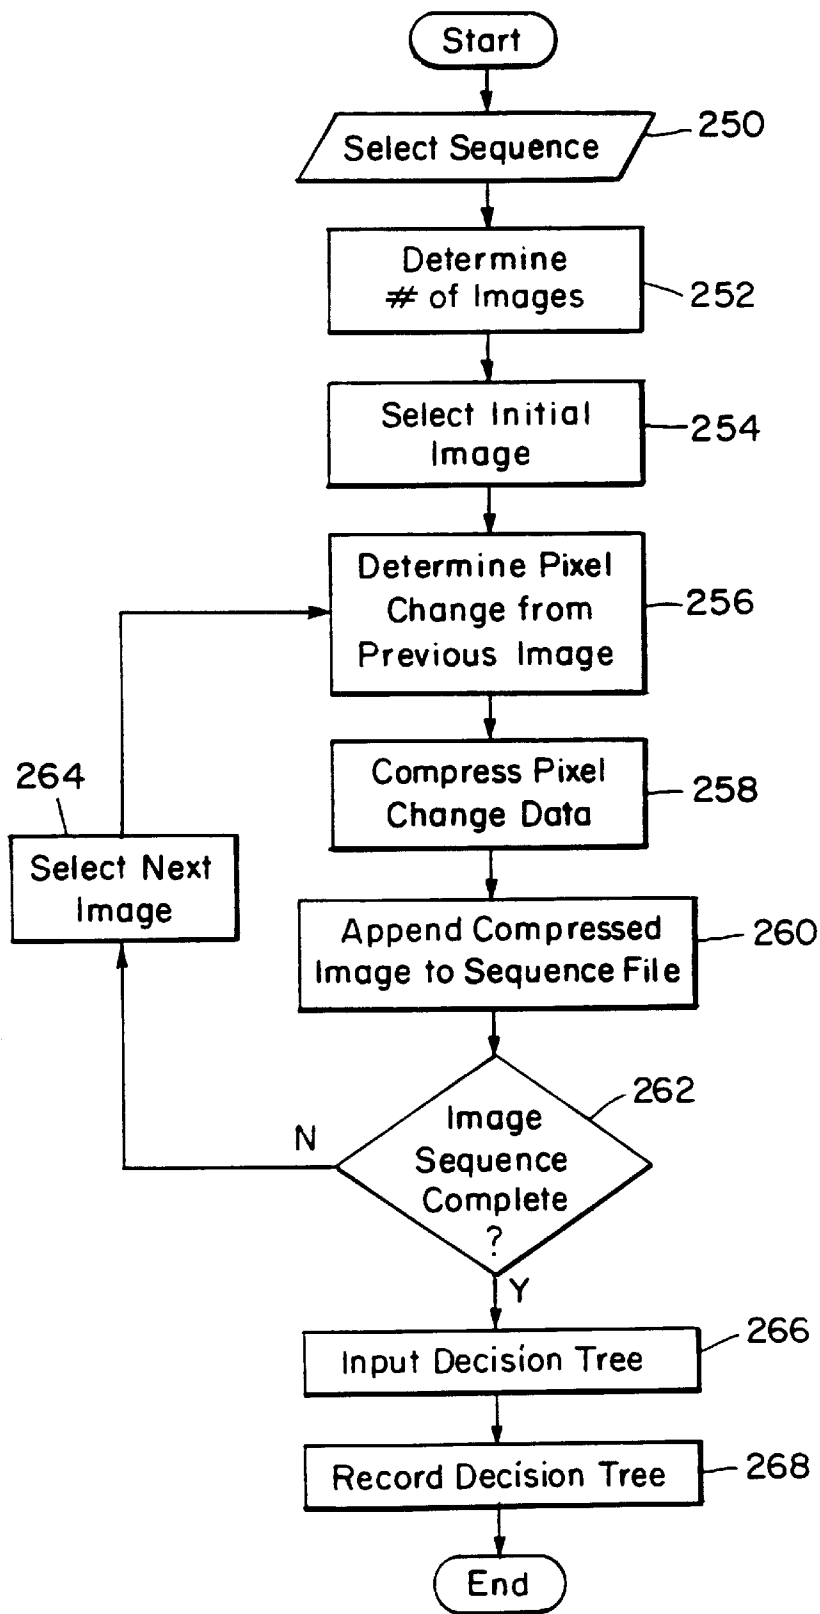 Start
Select Sequence
250
Determine
# of Images
252
Select Initial
Image
254
Determine Pixel
Change from
Previous Image
256
Compress Pixel
Change Data
258
264
Select Next
Image
Append Compressed
Image to Sequence File
260
Image
Sequence
Complete
?
262
N
Y
Input Decision Tree
266
Record Decision Tree
268
End